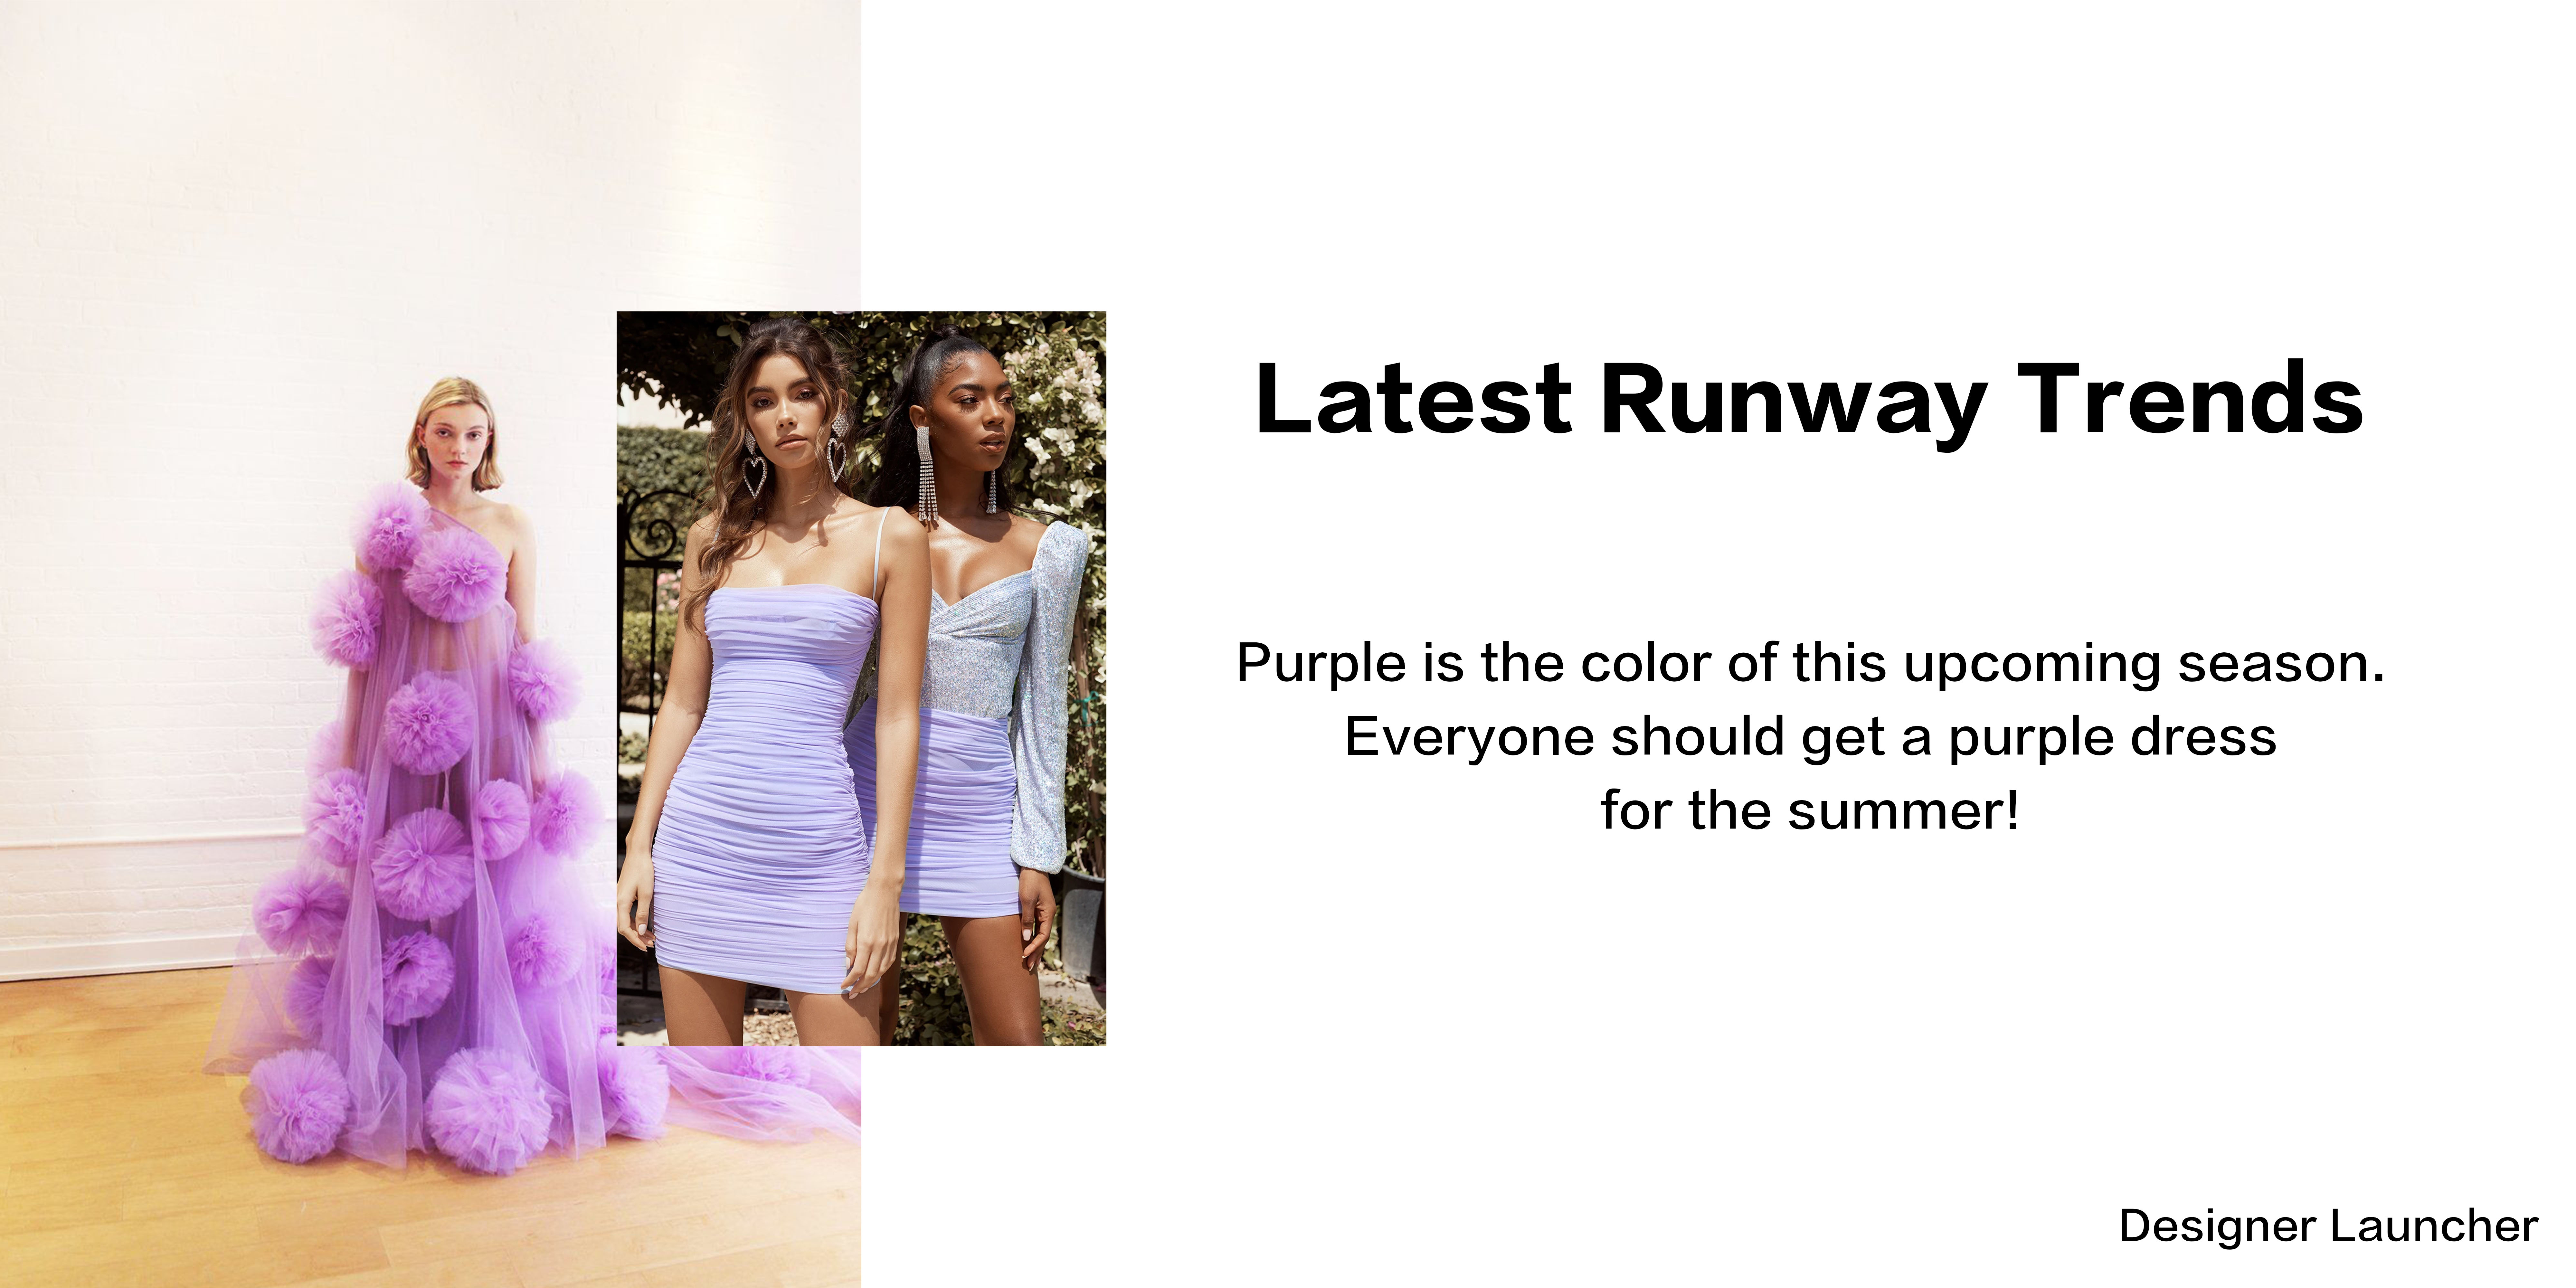 Latest Runway Trends
Purple is the color of this upcoming season.
Everyone should get a purple dress
for the summer!
Designer Launcher